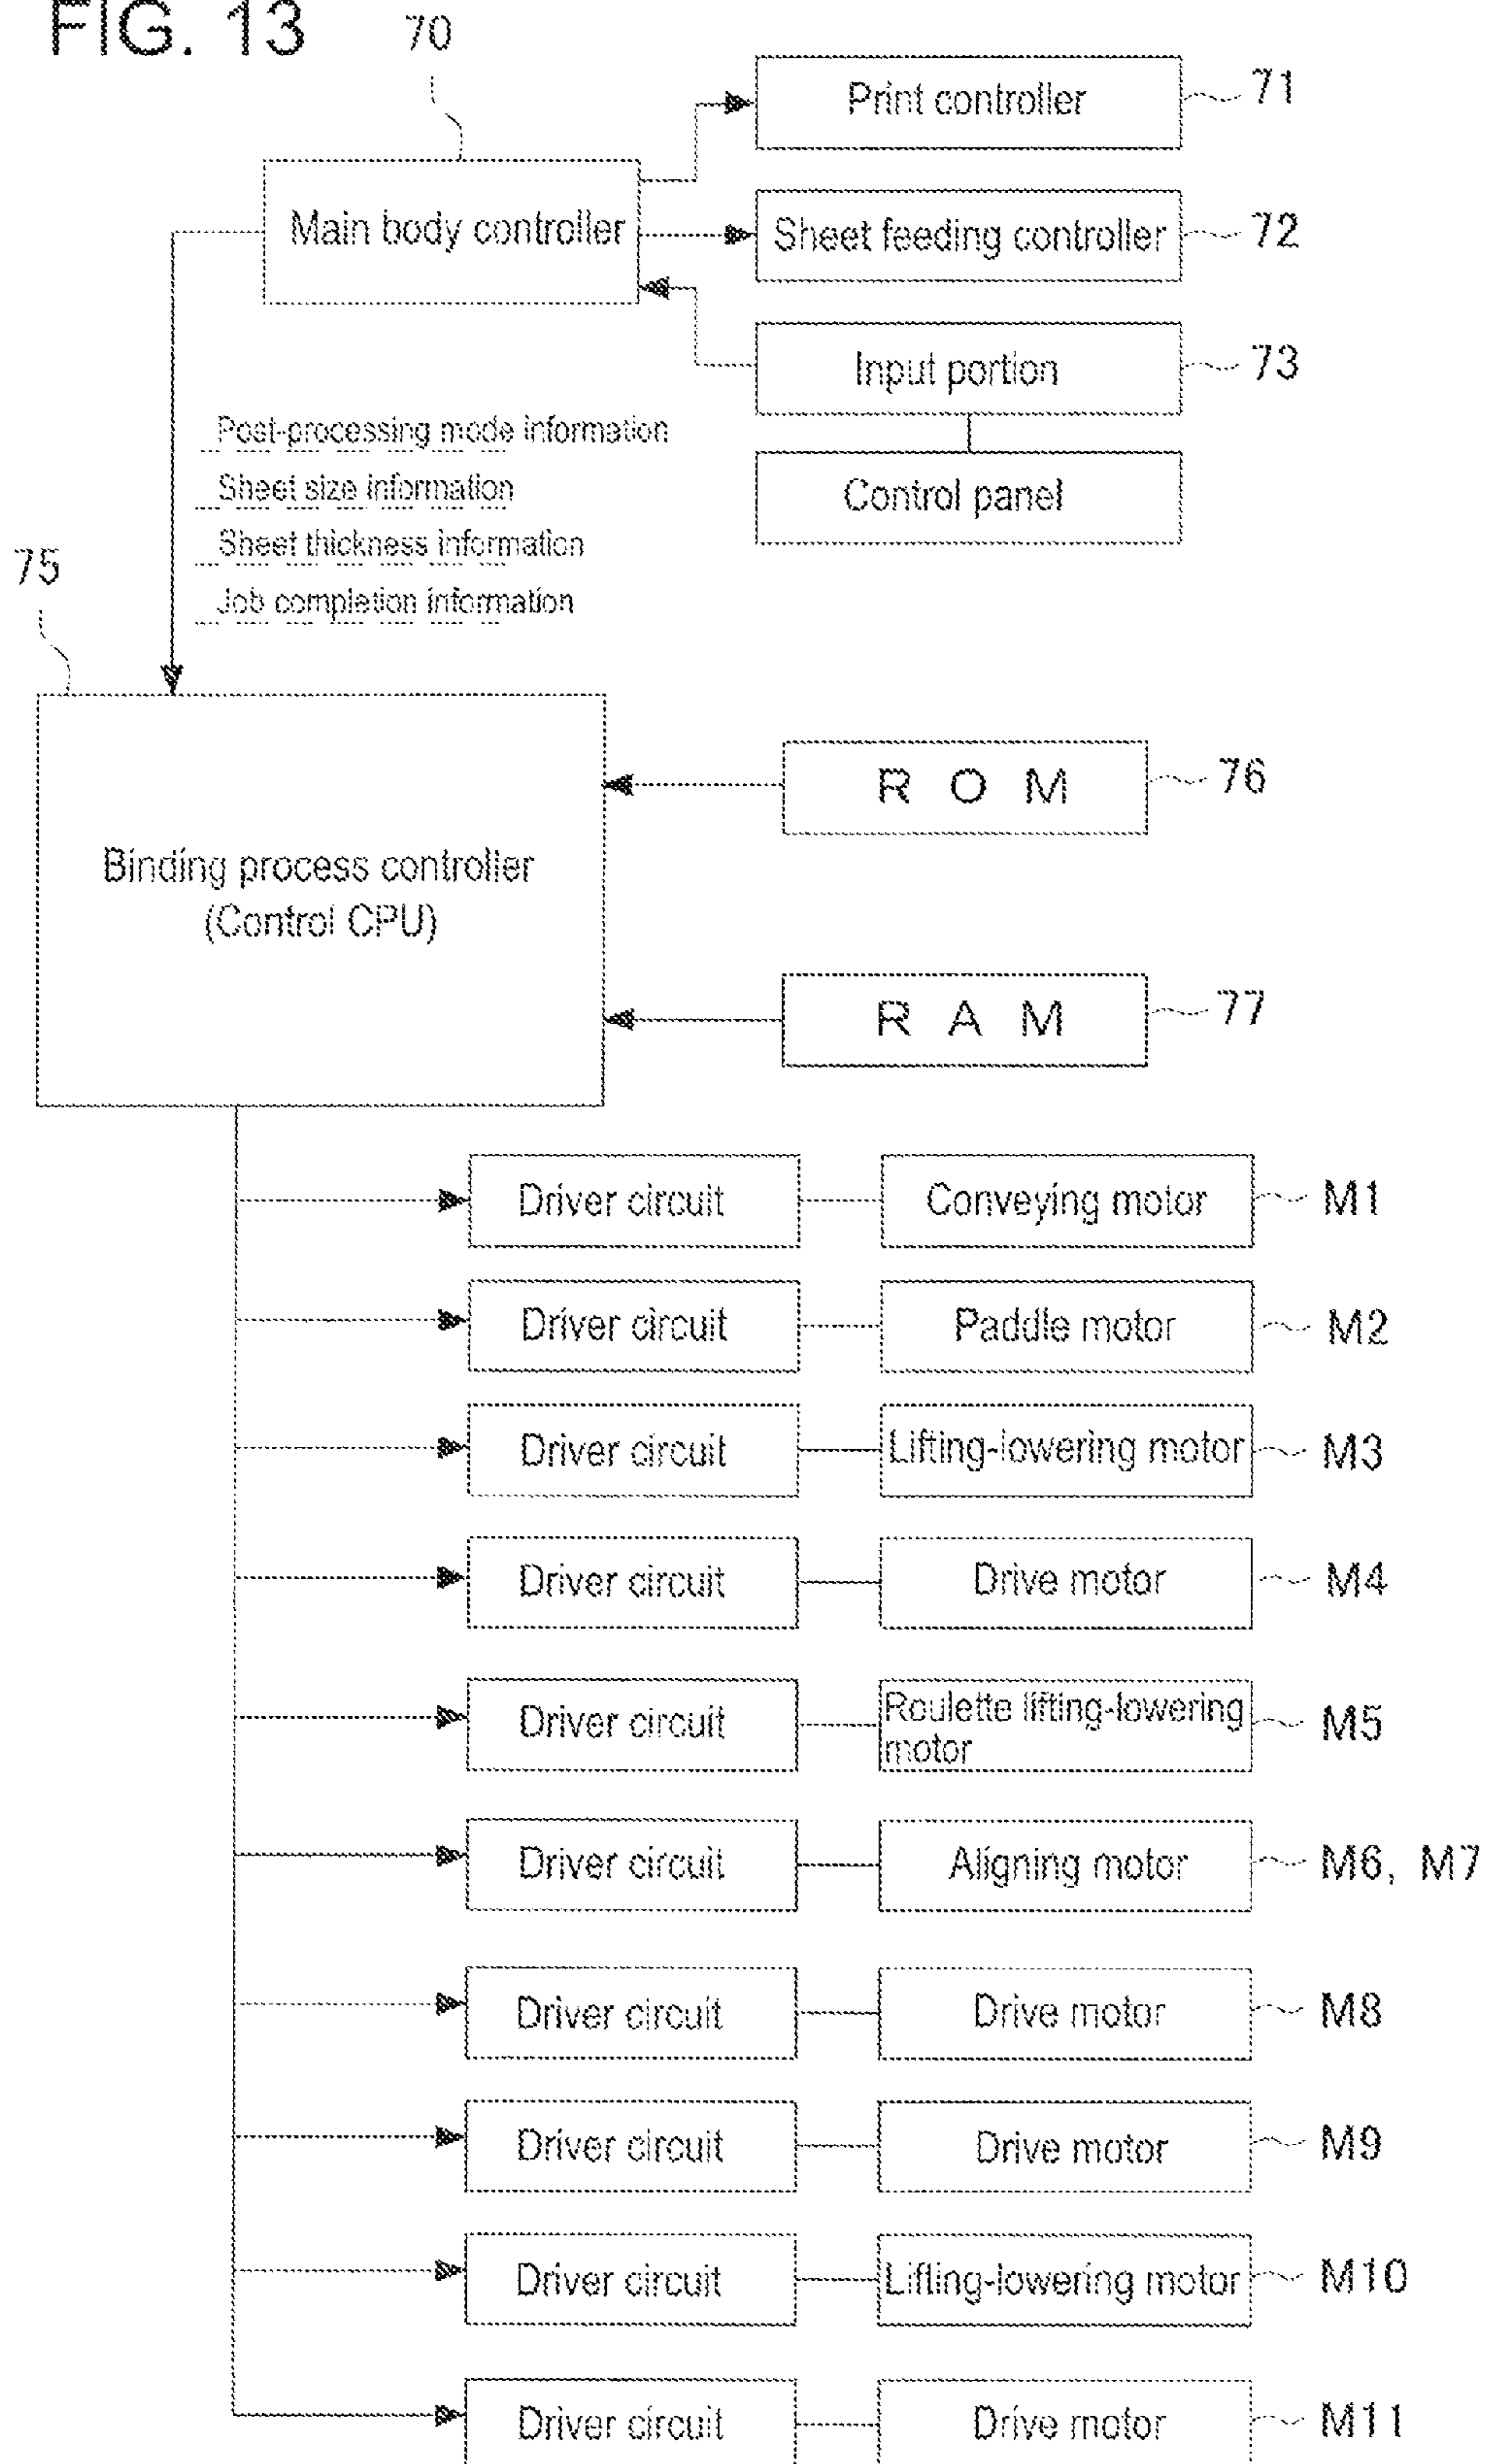 FIG. 13
70
Print controller
71
Main body controller
Sheet feeding controller
72
Input portion
73
Control panel
Post-processing mode information
Sheet size information
Sheet thickness information
Job completion information
75
Binding process controller
(Control CPU)
R O M
76
R A M
77
Driver circuit
Conveying motor
M1
Driver circuit
Paddle motor
M2
Driver circuit
Lifting-lowering motor
M3
Driver circuit
Drive motor
M4
Driver circuit
Roulette lifting-lowering
motor
M5
Driver circuit
Aligning motor
M6, M7
Driver circuit
Drive motor
M8
Driver circuit
Drive motor
M9
Driver circuit
Lifting-lowering motor
M10
Driver circuit
Drive motor
M11